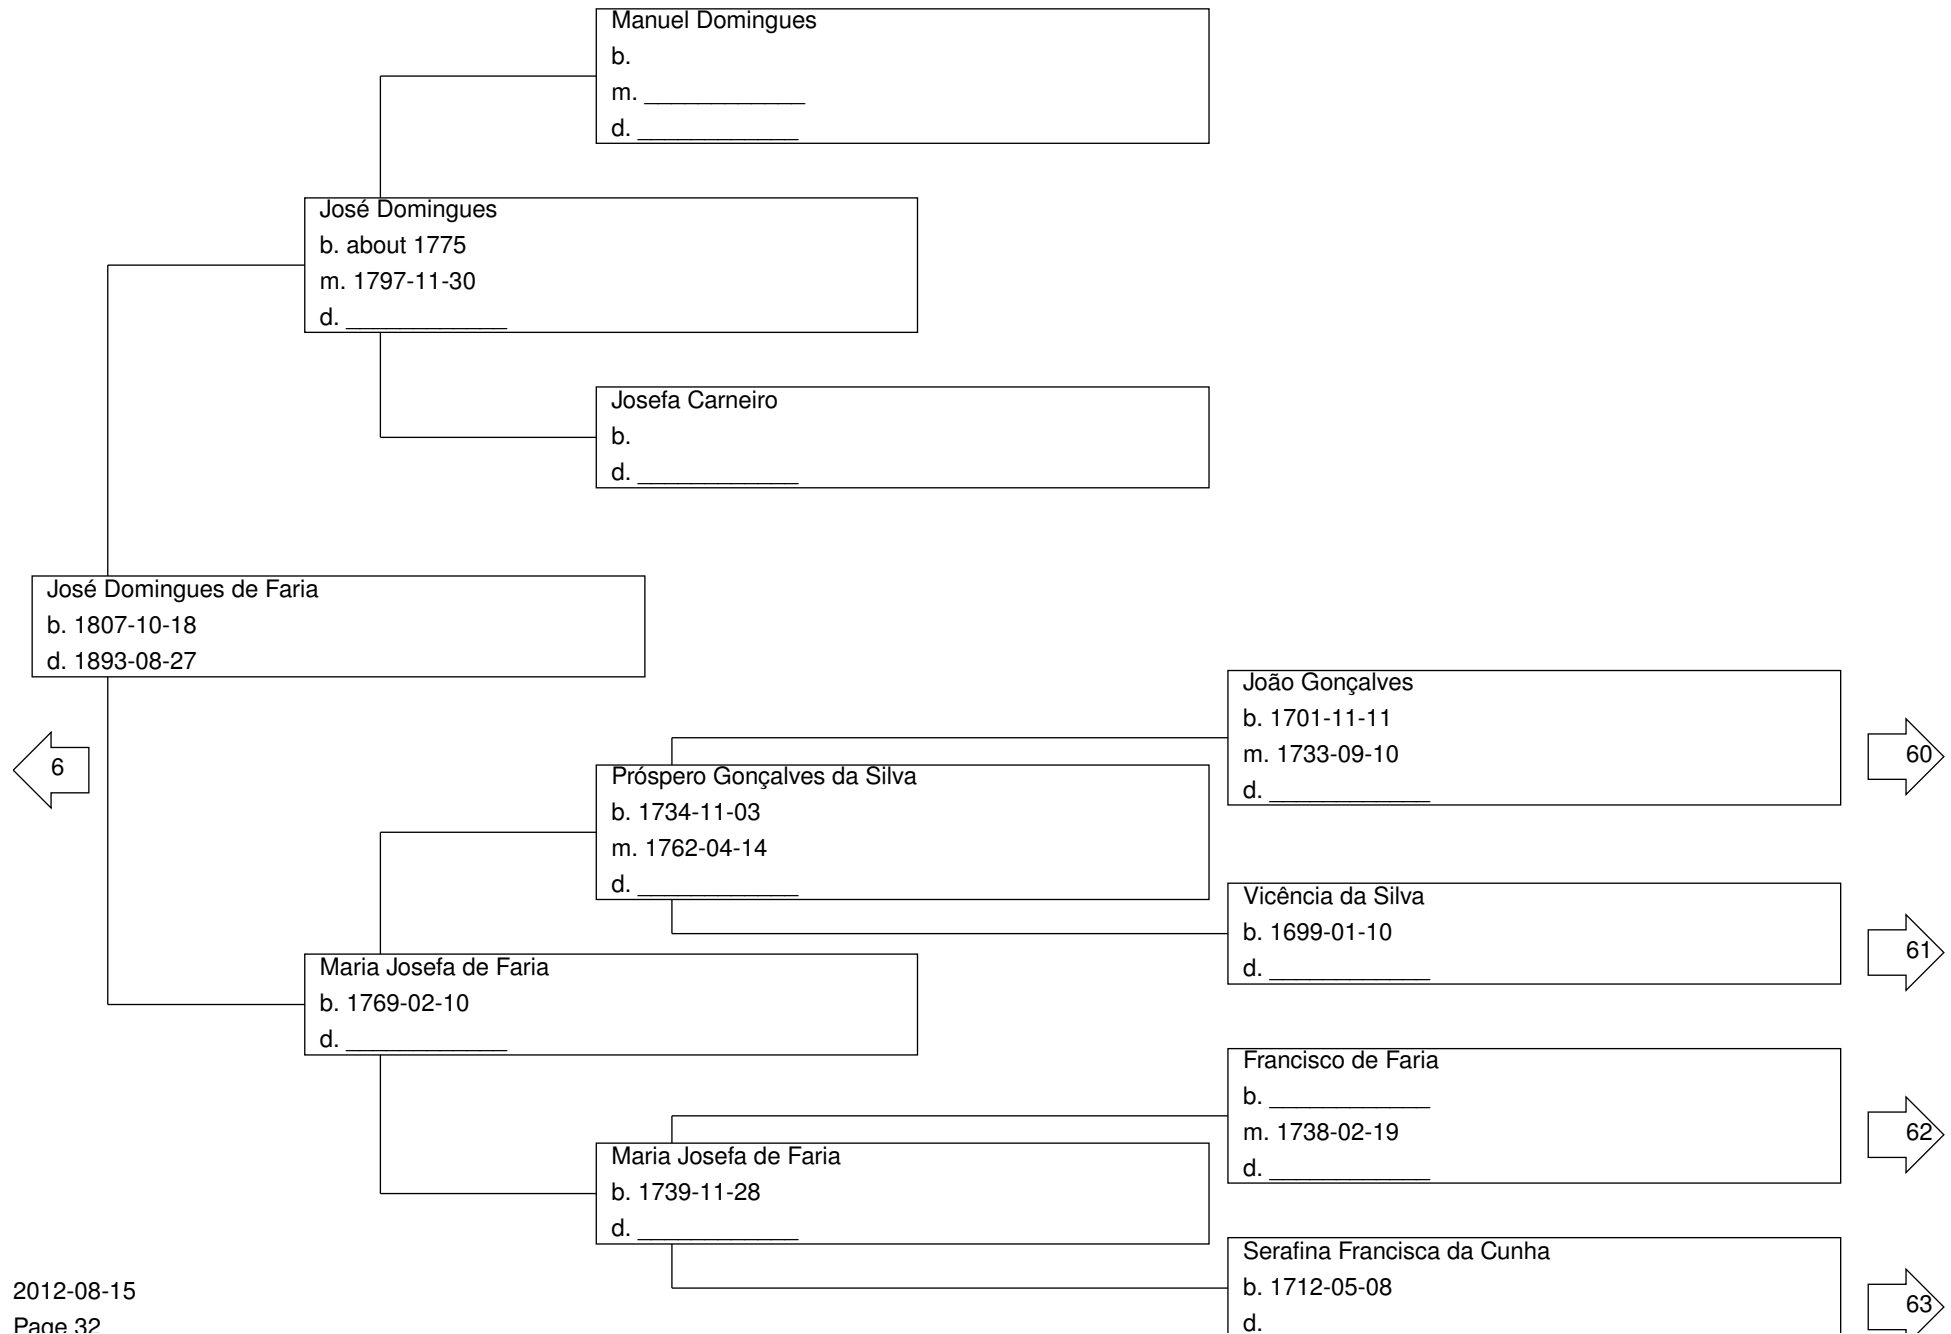 Manuel Domingues
b.
m. ____________
d. ____________
José Domingues
b. about 1775
m. 1797-11-30
d. ____________
Josefa Carneiro
b.
d. ____________
José Domingues de Faria
b. 1807-10-18
d. 1893-08-27
6
João Gonçalves
b. 1701-11-11
m. 1733-09-10
d. ____________
60
Próspero Gonçalves da Silva
b. 1734-11-03
m. 1762-04-14
d. ____________
Vicência da Silva
b. 1699-01-10
d. ____________
61
Maria Josefa de Faria
b. 1769-02-10
d. ____________
Francisco de Faria
b. ____________
m. 1738-02-19
d. ____________
62
Maria Josefa de Faria
b. 1739-11-28
d. ____________
Serafina Francisca da Cunha
b. 1712-05-08
d.
63
2012-08-15
Page 32